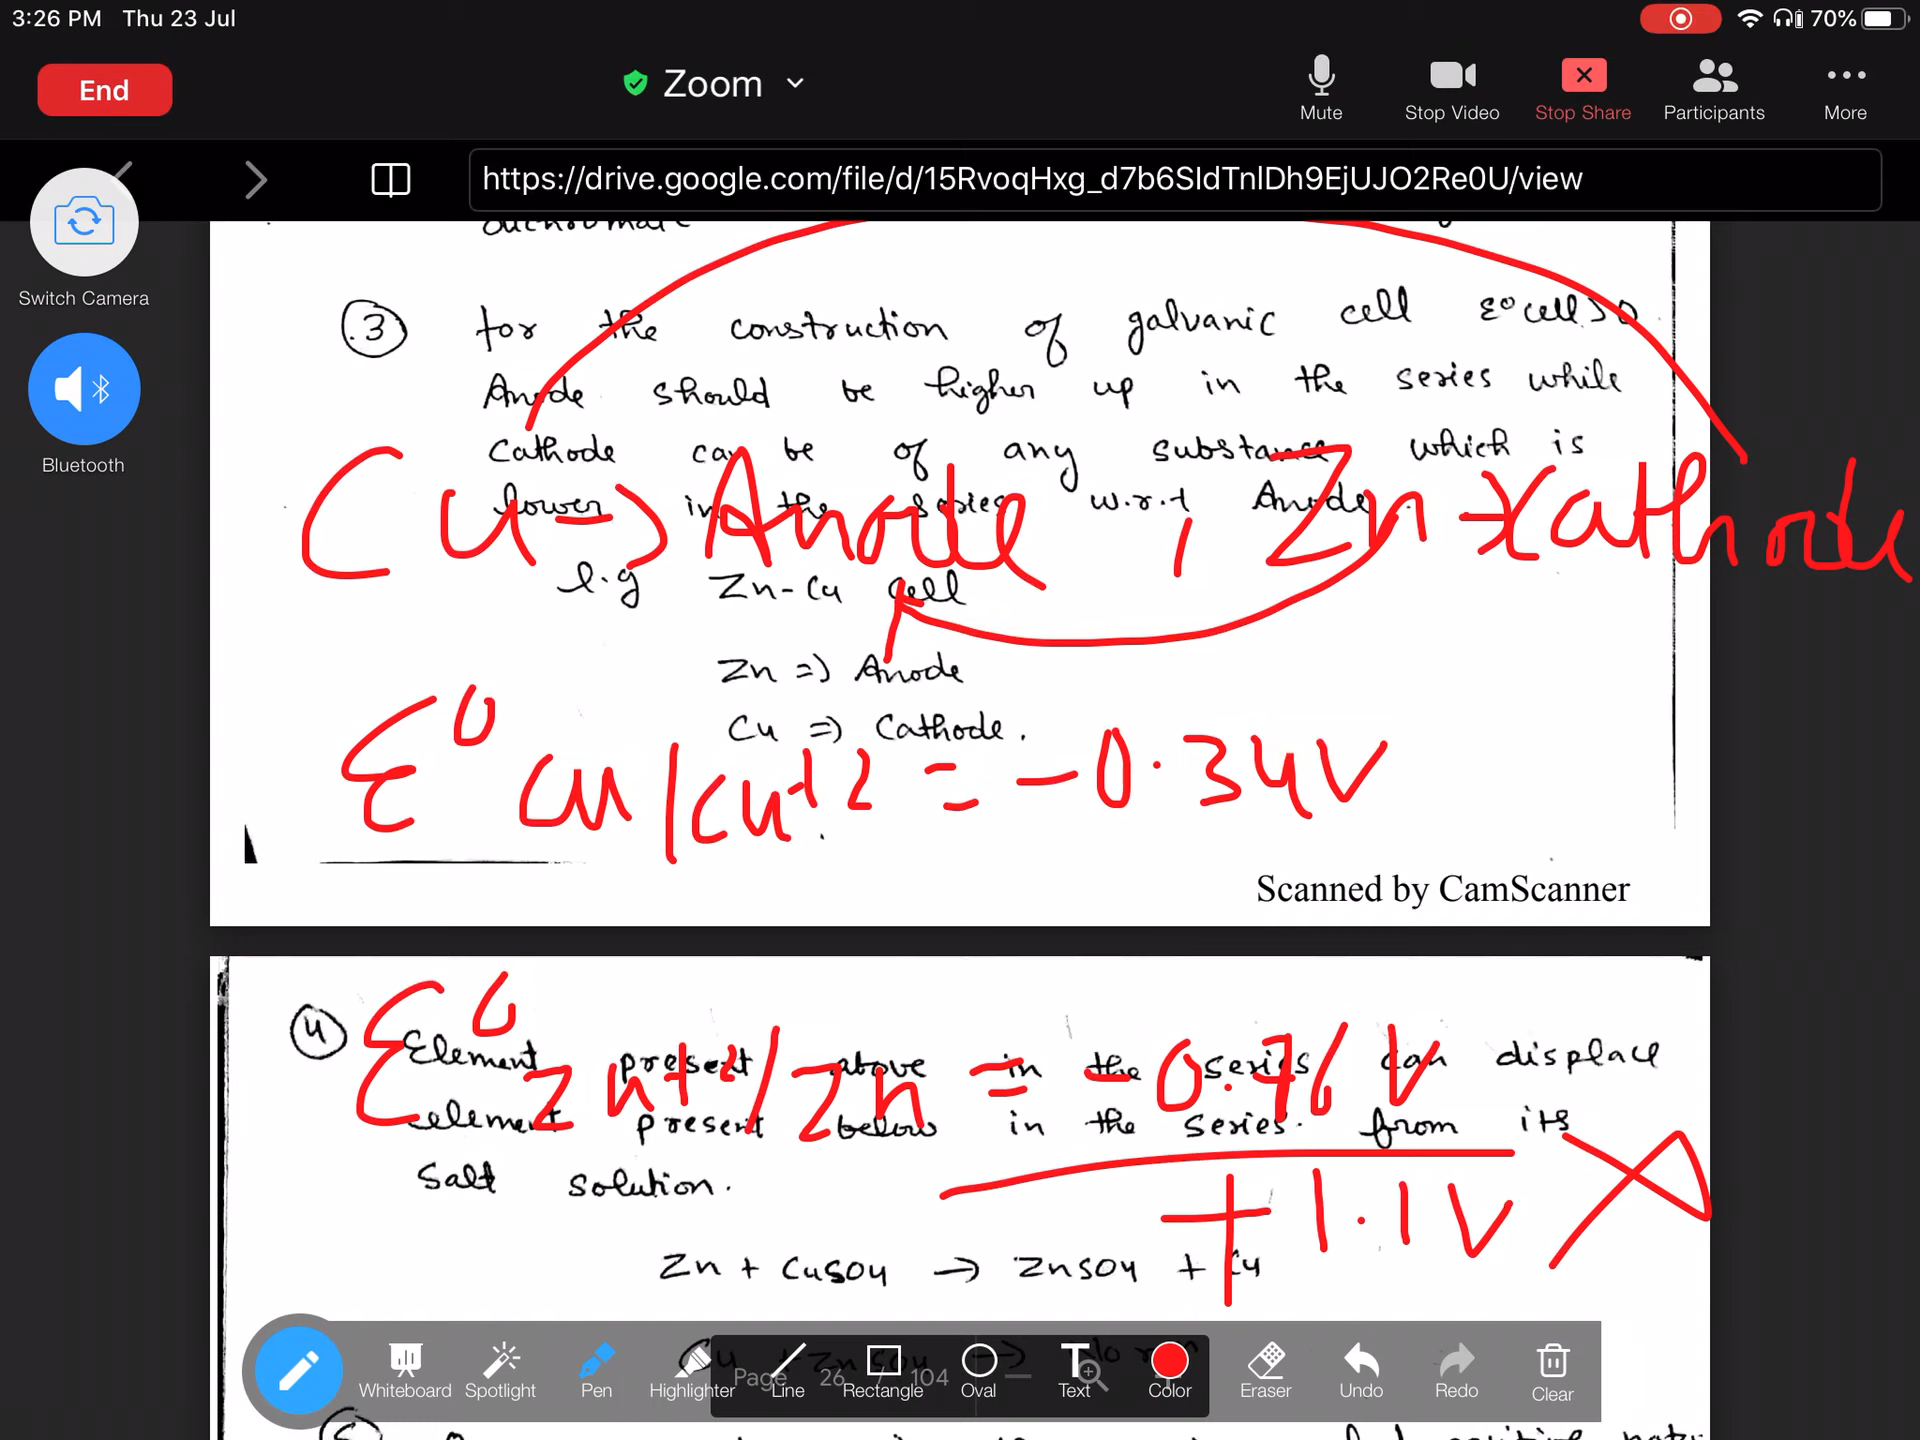 3:26 PM Thu 23 Jul
70%
End
Zoom
Mute
Stop Video
Stop Share
Participants
More
https://drive.google.com/file/d/15RvoqHxg_d7b6SIdTnlDh9EjUJO2Re0U/view
Switch Camera
Bluetooth
(3) for the construction of galvanic cell E°cell>0.
Anode should be higher up in the series while
Cathode can be of any substance which is
lower in the series w.r.t Anode.
Cu → Anode , Zn → Cathode
e.g Zn-Cu cell
Zn => Anode
Cu => Cathode.
E° Cu/Cu+2 = -0.34V
Scanned by CamScanner
E° Zn+2/Zn = -0.76 V
(4) Element present above in the series can displace
element present below in the series. from its
Salt solution.
+1.1V
Zn + CuSO4 → ZnSO4 + Cu
Page 26 / 104
Whiteboard
Spotlight
Pen
Highlighter
Line
Rectangle
Oval
Text
Color
Eraser
Undo
Redo
Clear